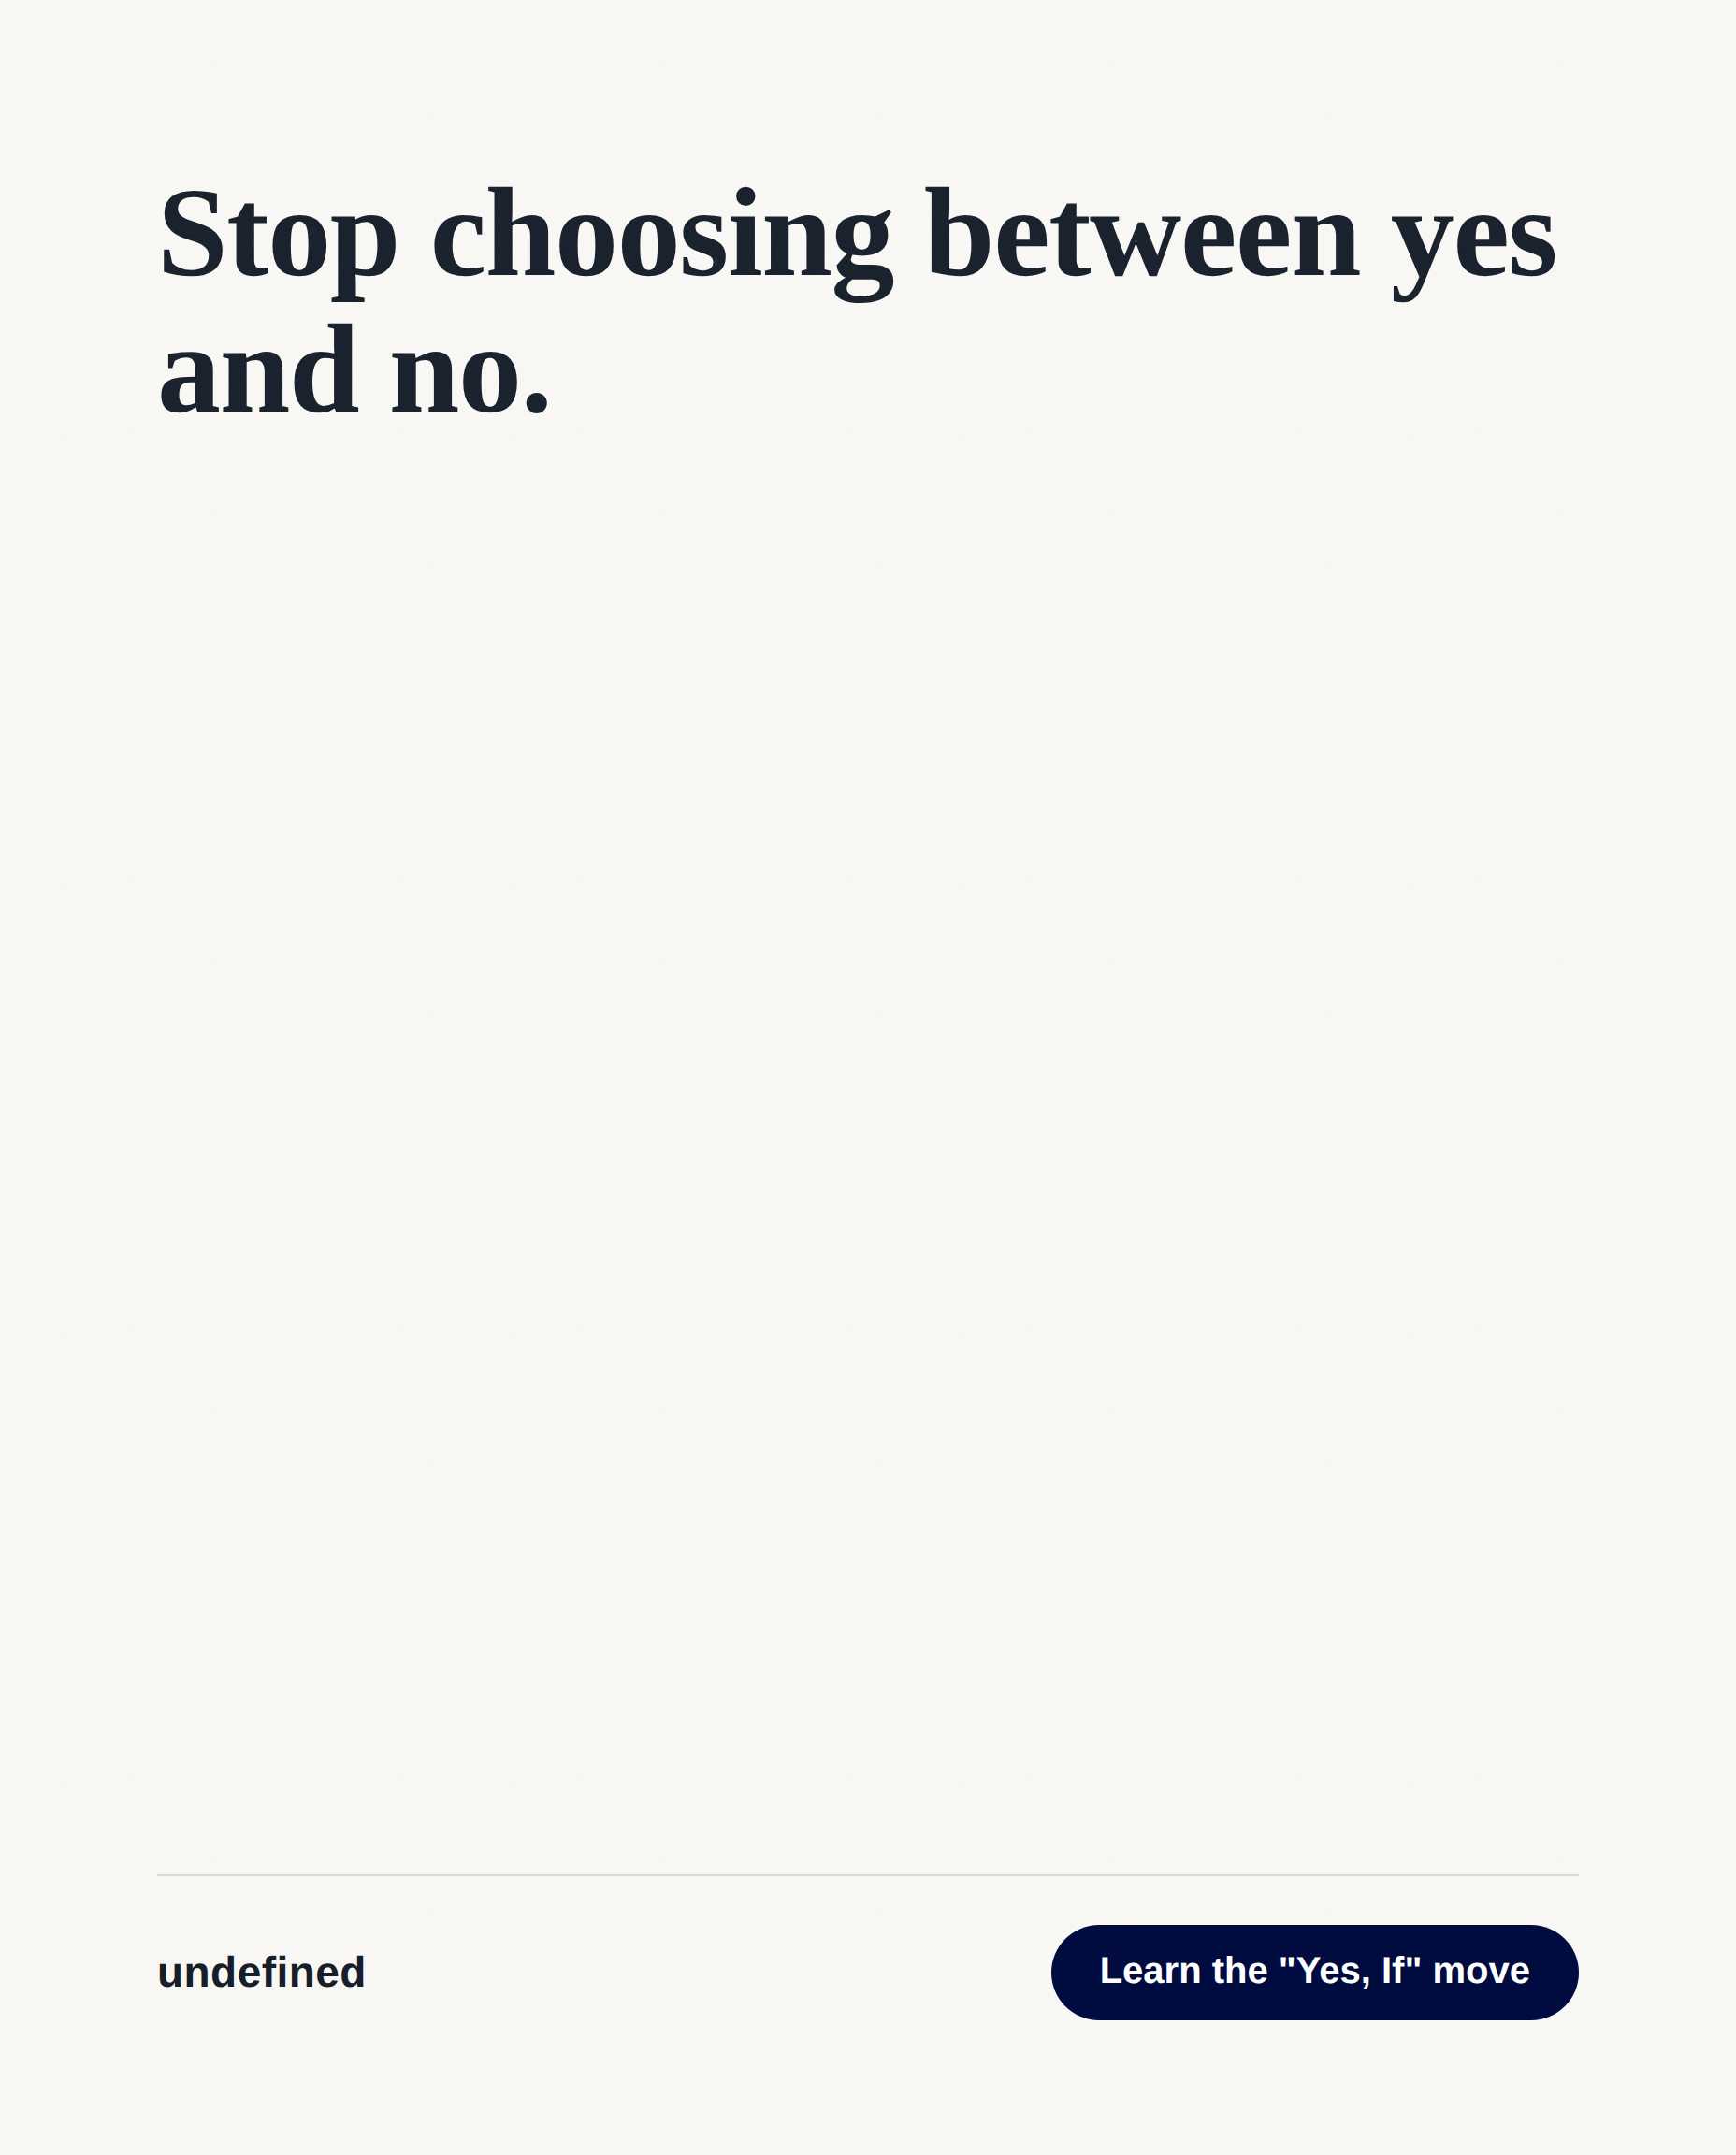 Stop choosing between yes
and no.
undefined
Learn the "Yes, If" move